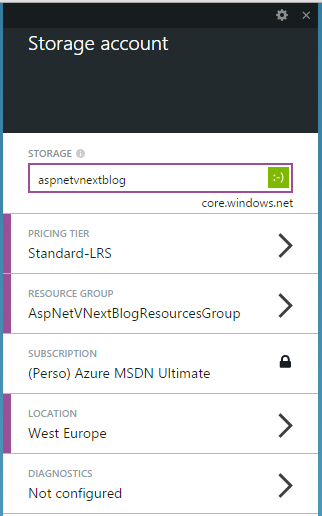 Storage account
STORAGE
aspnetvnextblog :-)
core.windows.net
PRICING TIER
Standard-LRS
RESOURCE GROUP
AspNetVNextBlogResourcesGroup
SUBSCRIPTION
(Perso) Azure MSDN Ultimate
LOCATION
West Europe
DIAGNOSTICS
Not configured